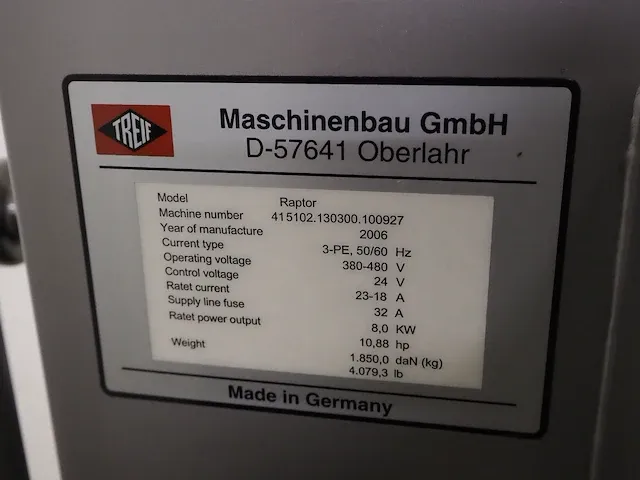 TREIF
Maschinenbau GmbH
D-57641 Oberlahr
Model Raptor
Machine number 415102.130300.100927
Year of manufacture 2006
Current type 3-PE, 50/60 Hz
Operating voltage 380-480 V
Control voltage 24 V
Ratet current 23-18 A
Supply line fuse 32 A
Ratet power output 8,0 KW
10,88 hp
Weight 1.850,0 daN (kg)
4.079,3 lb
Made in Germany